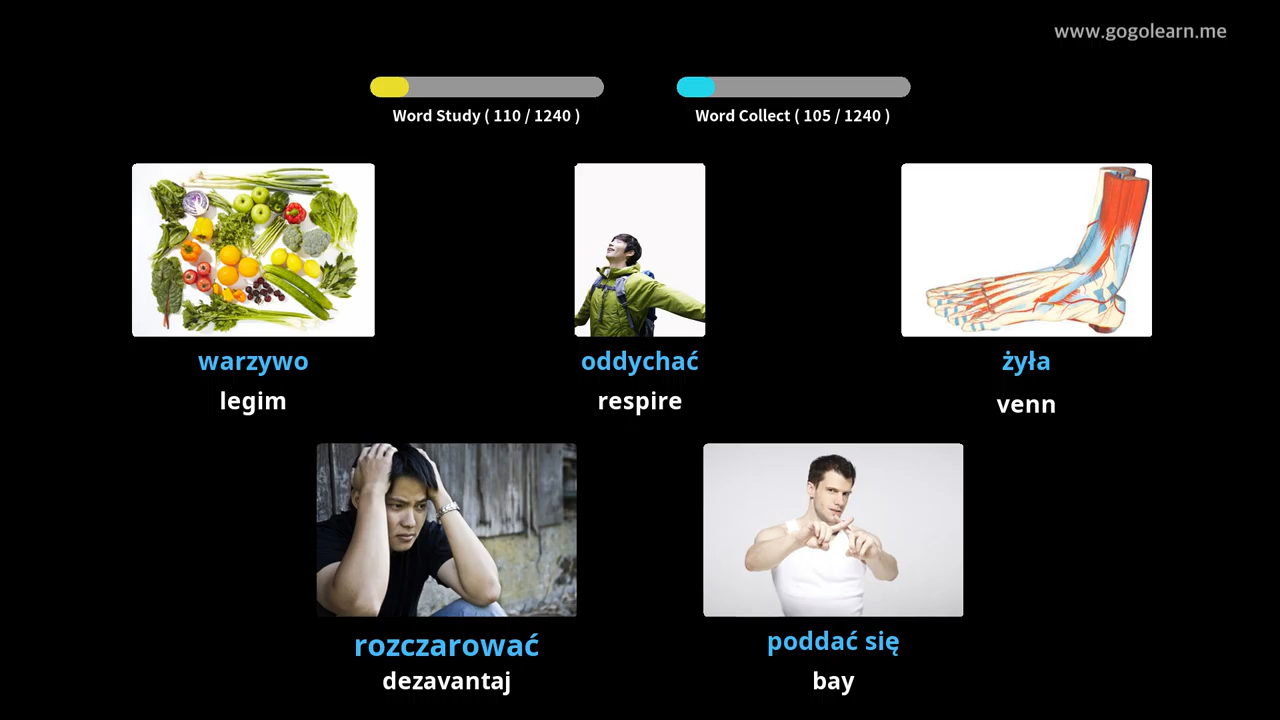 www.gogolearn.me
Word Study ( 110 / 1240 )
Word Collect ( 105 / 1240 )
warzywo
legim
oddychać
respire
żyła
venn
rozczarować
dezavantaj
poddać się
bay